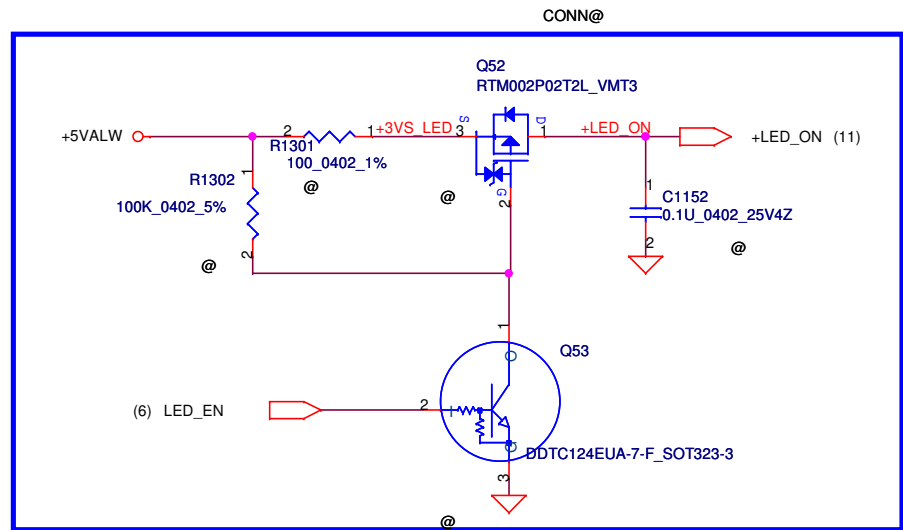 CONN@
Q52
RTM002P02T2L_VMT3
+5VALW
2
1
+3VS_LED
3
S
D
1
+LED_ON
+LED_ON (11)
R1301
100_0402_1%
@
1
R1302
100K_0402_5%
2
@
@
G
2
1
C1152
0.1U_0402_25V4Z
2
@
1
Q53
O
(6) LED_EN
2
I
G
DDTC124EUA-7-F_SOT323-3
3
@